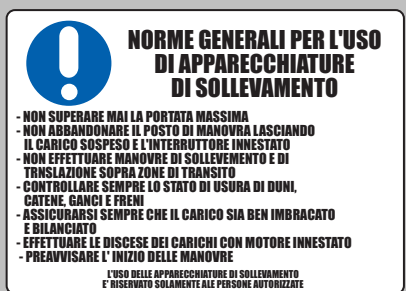 NORME GENERALI PER L'USO
DI APPARECCHIATURE
DI SOLLEVAMENTO
- NON SUPERARE MAI LA PORTATA MASSIMA
- NON ABBANDONARE IL POSTO DI MANOVRA LASCIANDO
IL CARICO SOSPESO E L'INTERRUTTORE INNESTATO
- NON EFFETTUARE MANOVRE DI SOLLEVEMENTO E DI
TRNSLAZIONE SOPRA ZONE DI TRANSITO
- CONTROLLARE SEMPRE LO STATO DI USURA DI DUNI,
CATENE, GANCI E FRENI
- ASSICURARSI SEMPRE CHE IL CARICO SIA BEN IMBRACATO
E BILANCIATO
- EFFETTUARE LE DISCESE DEI CARICHI CON MOTORE INNESTATO
- PREAVVISARE L' INIZIO DELLE MANOVRE
L'USO DELLE APPARECCHIATURE DI SOLLEVAMENTO
E' RISERVATO SOLAMENTE ALE PERSONE AUTORIZZATE